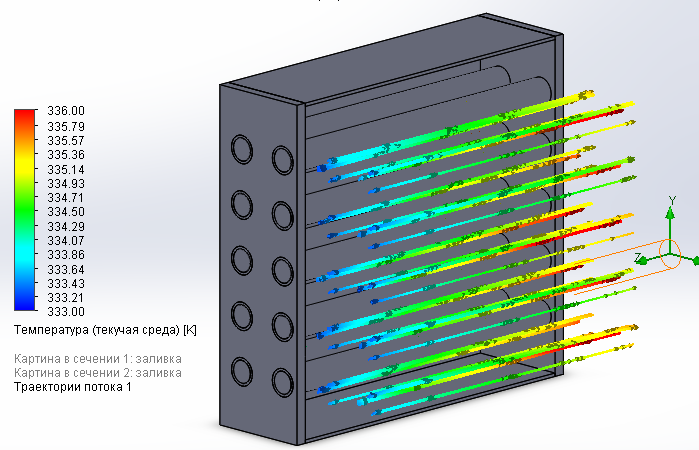 336.00
335.79
335.57
335.36
335.14
334.93
334.71
334.50
334.29
334.07
333.86
333.64
333.43
333.21
333.00
Температура (текучая среда) [K]
Картина в сечении 1: заливка
Картина в сечении 2: заливка
Траектории потока 1
Y
Z